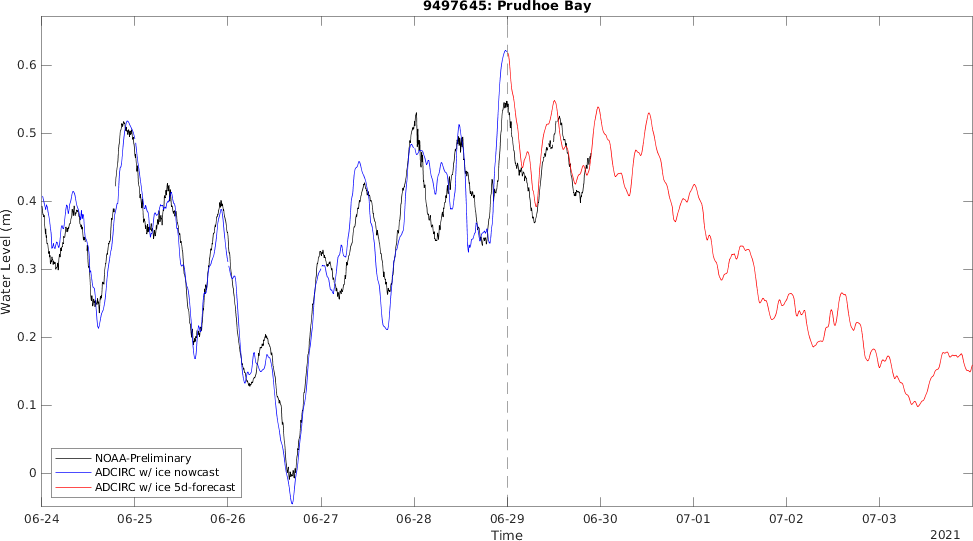 9497645: Prudhoe Bay
Water Level (m)
0.6
0.5
0.4
0.3
0.2
0.1
0
NOAA-Preliminary
ADCIRC w/ ice nowcast
ADCIRC w/ ice 5d-forecast
06-24 06-25 06-26 06-27 06-28 06-29 06-30 07-01 07-02 07-03
Time
2021